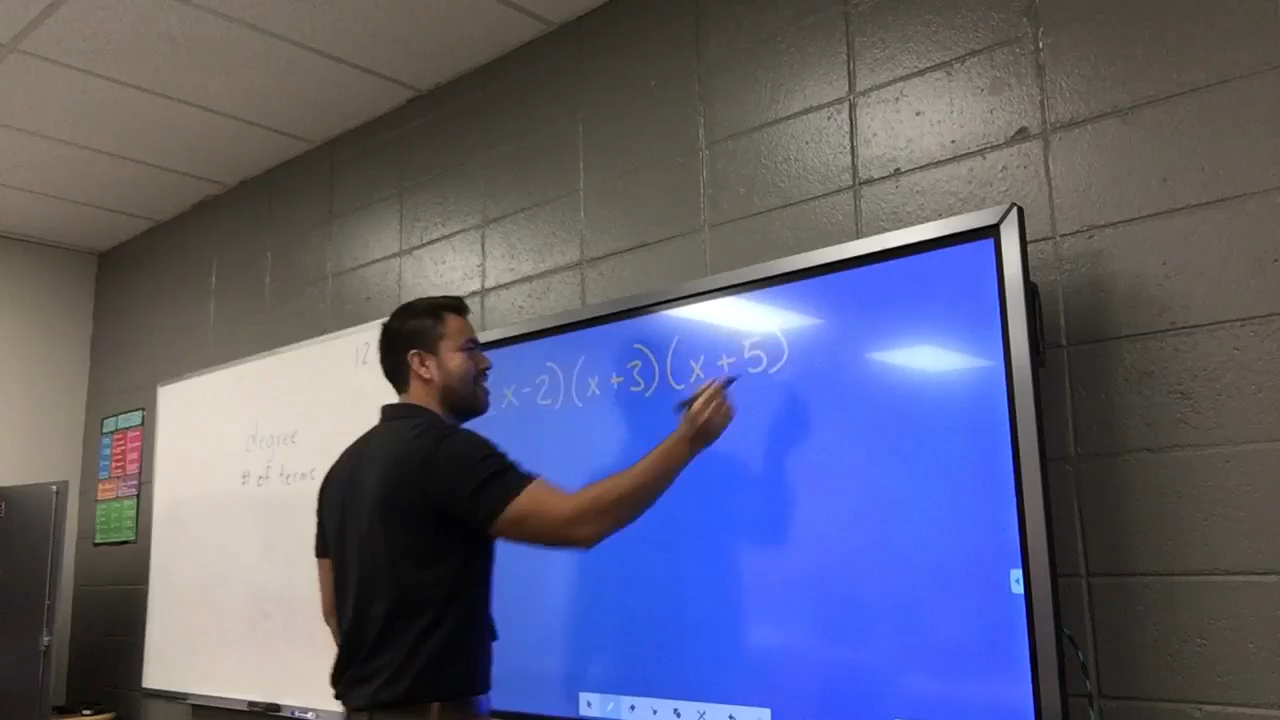 12
degree
# of terms
(x-2)(x+3)(x+5)